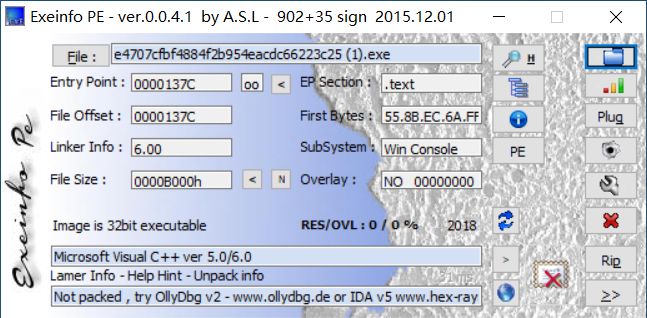 Exeinfo PE - ver.0.0.4.1 by A.S.L - 902+35 sign 2015.12.01
File : e4707cfbf4884f2b954eacdc66223c25 (1).exe H
Entry Point : 0000137C oo < EP Section : .text
File Offset : 0000137C First Bytes : 55.8B.EC.6A.FF Plug
Linker Info : 6.00 SubSystem : Win Console PE
File Size : 0000B000h < N Overlay : NO 00000000
Image is 32bit executable RES/OVL : 0 / 0 % 2018
Microsoft Visual C++ ver 5.0/6.0 > Rip
Lamer Info - Help Hint - Unpack info
Not packed , try OllyDbg v2 - www.ollydbg.de or IDA v5 www.hex-ray >>
Exeinfo Pe